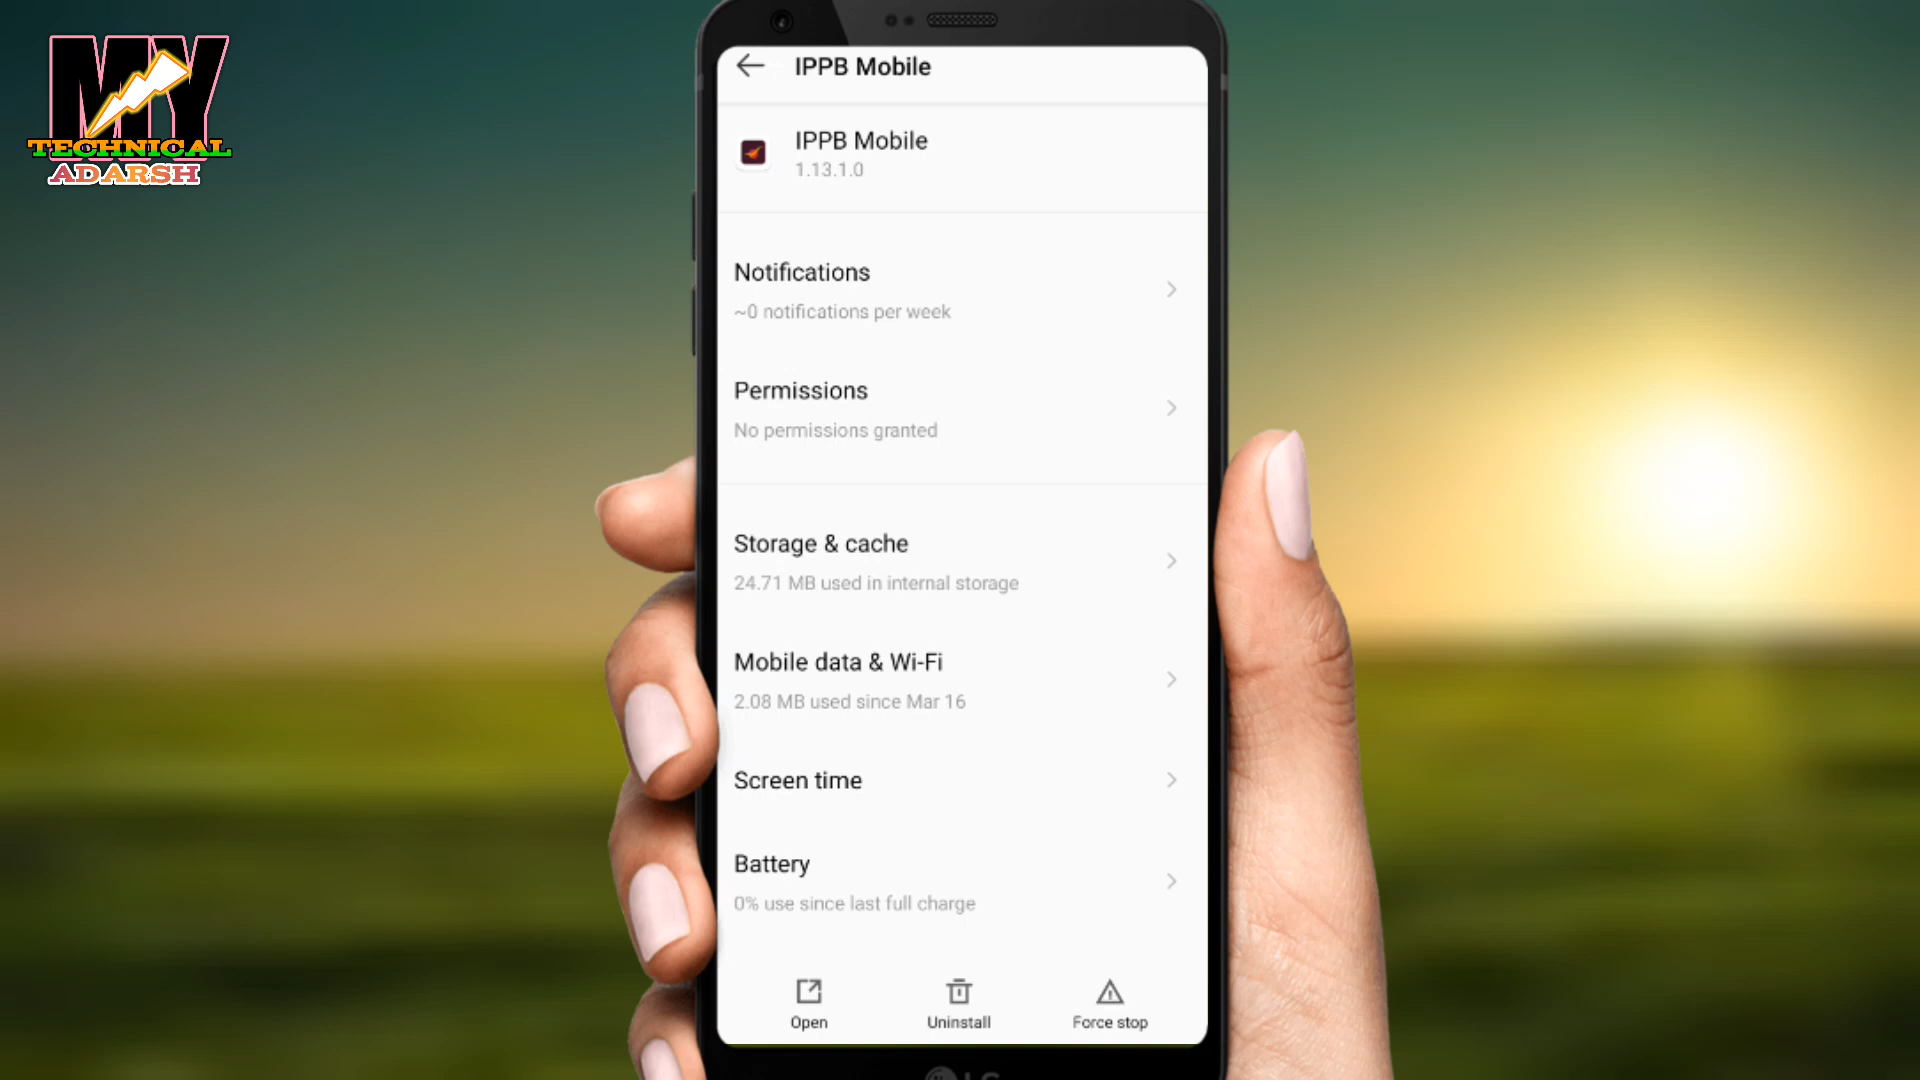 MY
TECHNICAL
ADARSH
IPPB Mobile
IPPB Mobile
1.13.1.0
Notifications
~0 notifications per week
Permissions
No permissions granted
Storage & cache
24.71 MB used in internal storage
Mobile data & Wi-Fi
2.08 MB used since Mar 16
Screen time
Battery
0% use since last full charge
Open
Uninstall
Force stop
LG